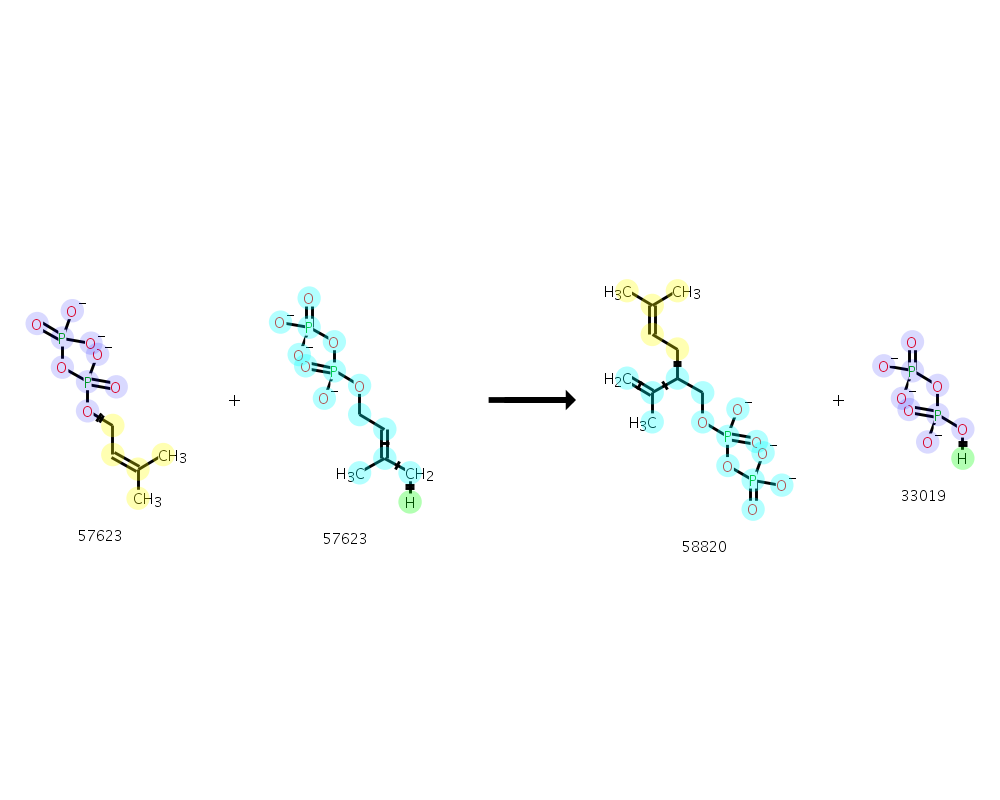 O⁻ O P O⁻ O⁻ O P O O CH₃ CH₃
57623
+
O O⁻ P O O⁻ O P O⁻ O H₃C CH₂ H
57623
H₃C CH₃ H₂C H₃C O⁻ O P O O⁻ O P O⁻ O
58820
+
O O⁻ P O O⁻ O P O O⁻ H
33019